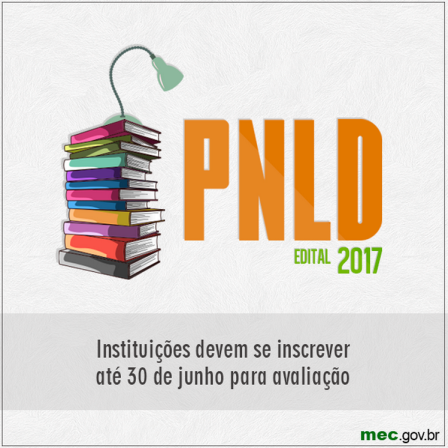 PNLD
EDITAL 2017
Instituições devem se inscrever
até 30 de junho para avaliação
mec.gov.br